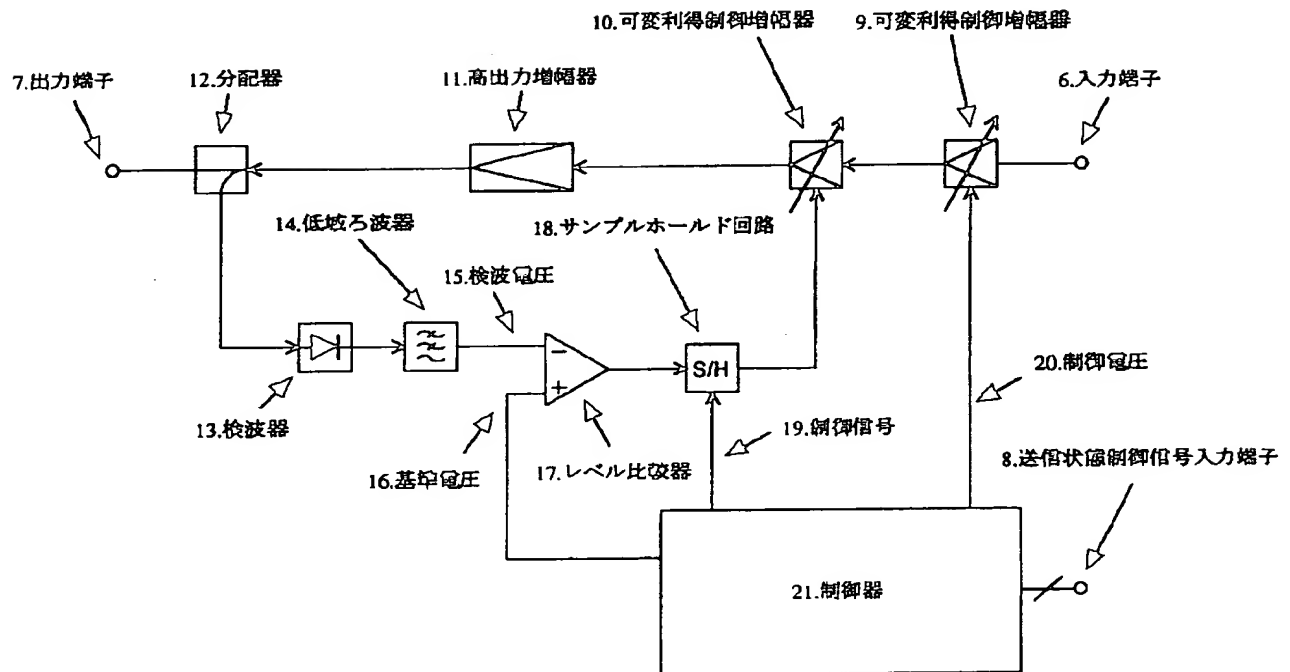 10.可変利得制御増幅器
9.可変利得制御増幅器
7.出力端子
12.分配器
11.高出力増幅器
6.入力端子
14.低域ろ波器
18.サンプルホールド回路
15.検波電圧
S/H
−
+
20.制御電圧
13.検波器
19.制御信号
16.基準電圧
17.レベル比較器
8.送信状態制御信号入力端子
21.制御器